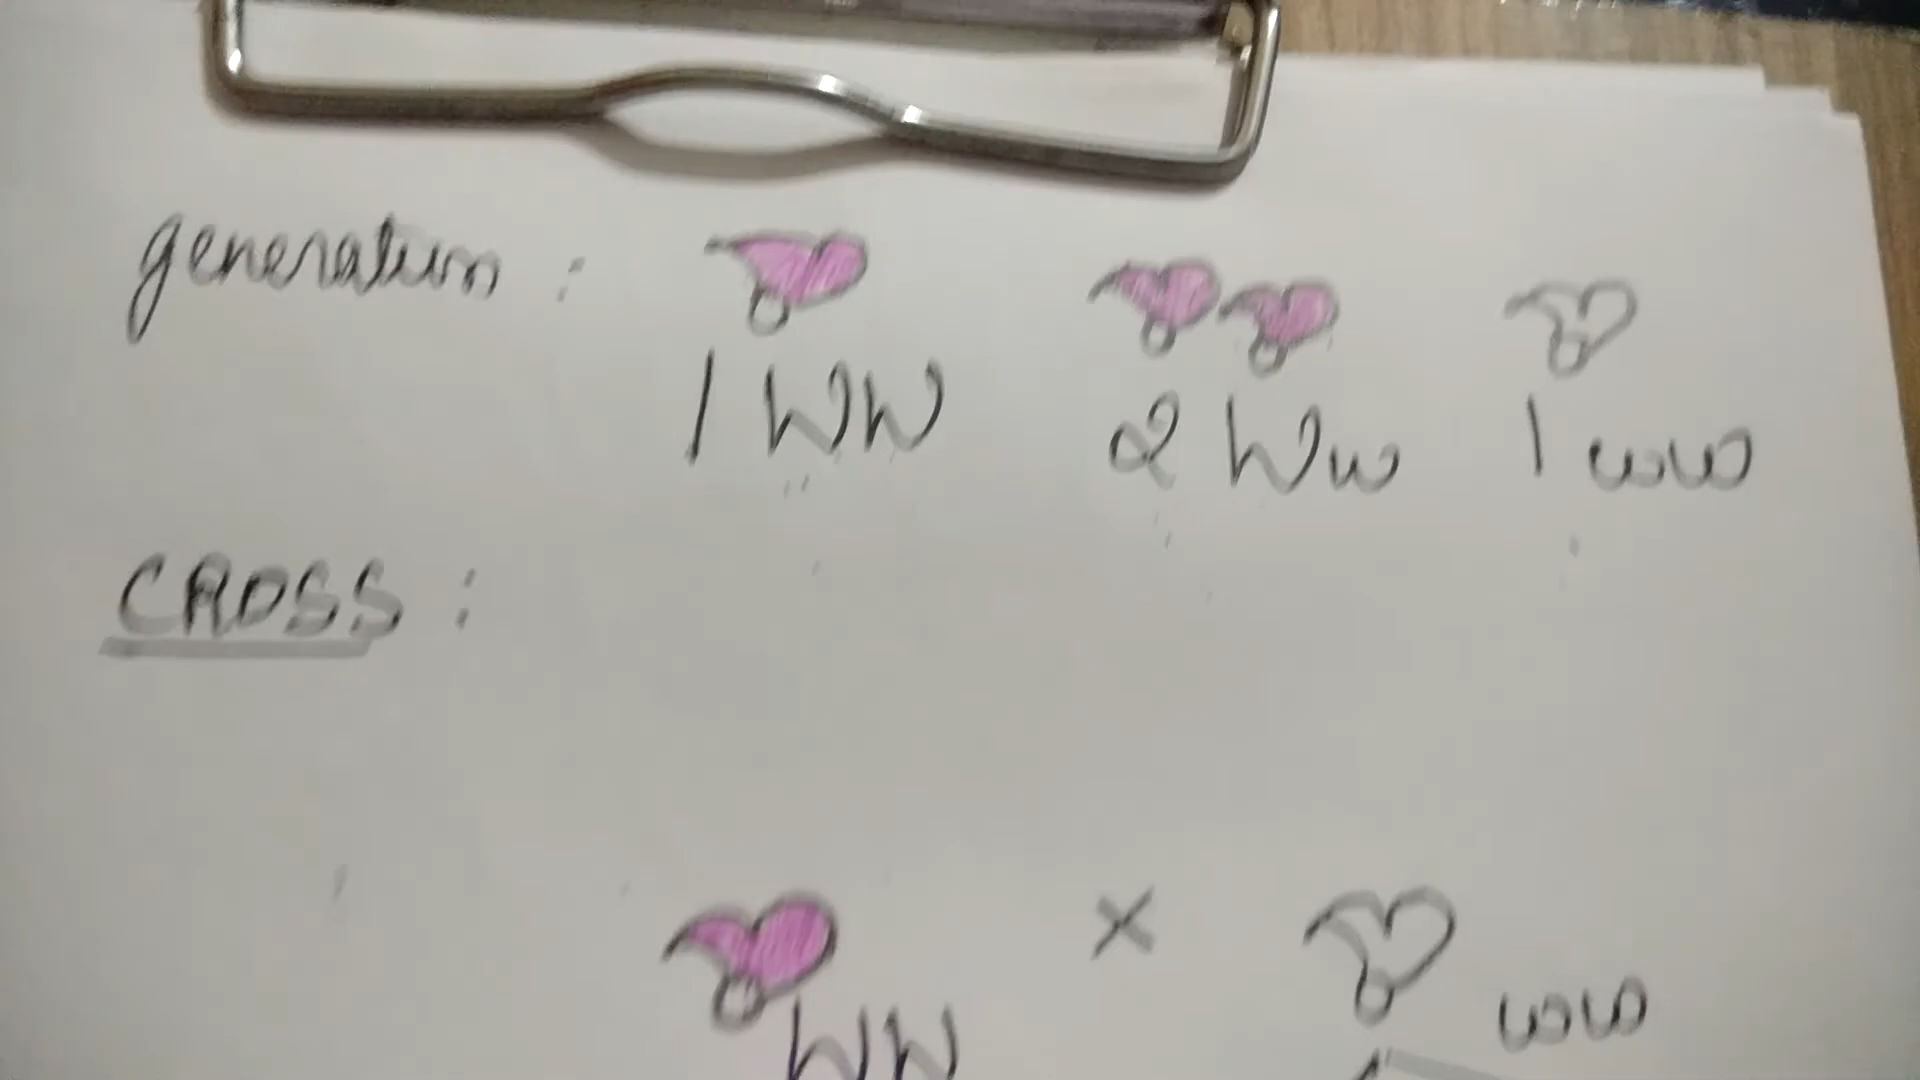 generation :
1 WW 2 Ww 1 ww
CROSS :
X
WW ww